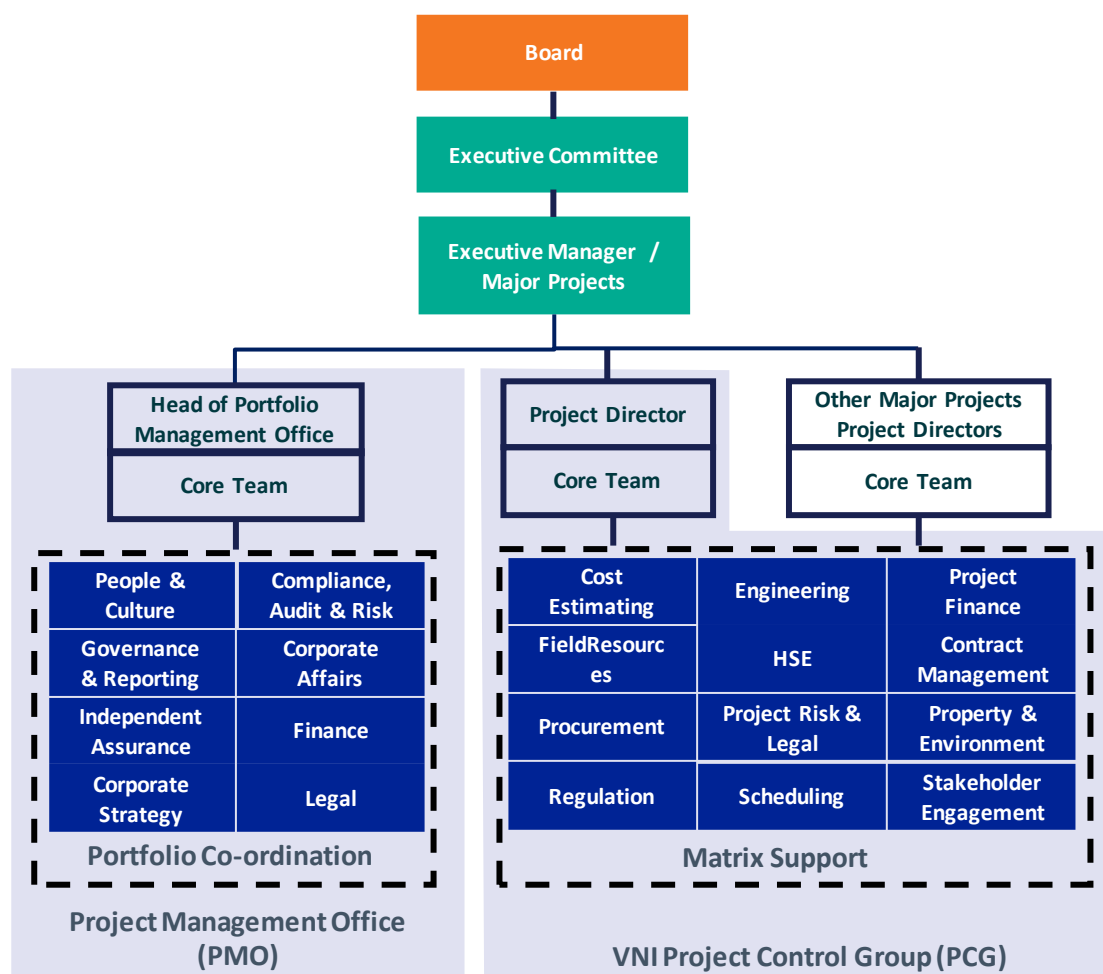 Board
Executive Committee
Executive Manager /
Major Projects
Head of Portfolio
Management Office
Core Team
Project Director
Core Team
Other Major Projects
Project Directors
Core Team
People &
Culture
Compliance,
Audit & Risk
Governance
& Reporting
Corporate
Affairs
Independent
Assurance
Finance
Corporate
Strategy
Legal
Portfolio Co-ordination
Project Management Office
(PMO)
Cost
Estimating
Engineering
Project
Finance
FieldResourc
es
HSE
Contract
Management
Procurement
Project Risk &
Legal
Property &
Environment
Regulation
Scheduling
Stakeholder
Engagement
Matrix Support
VNI Project Control Group (PCG)